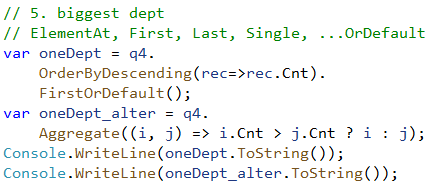 // 5. biggest dept
// ElementAt, First, Last, Single, ...OrDefault
var oneDept = q4.
    OrderByDescending(rec=>rec.Cnt).
    FirstOrDefault();
var oneDept_alter = q4.
    Aggregate((i, j) => i.Cnt > j.Cnt ? i : j);
Console.WriteLine(oneDept.ToString());
Console.WriteLine(oneDept_alter.ToString());